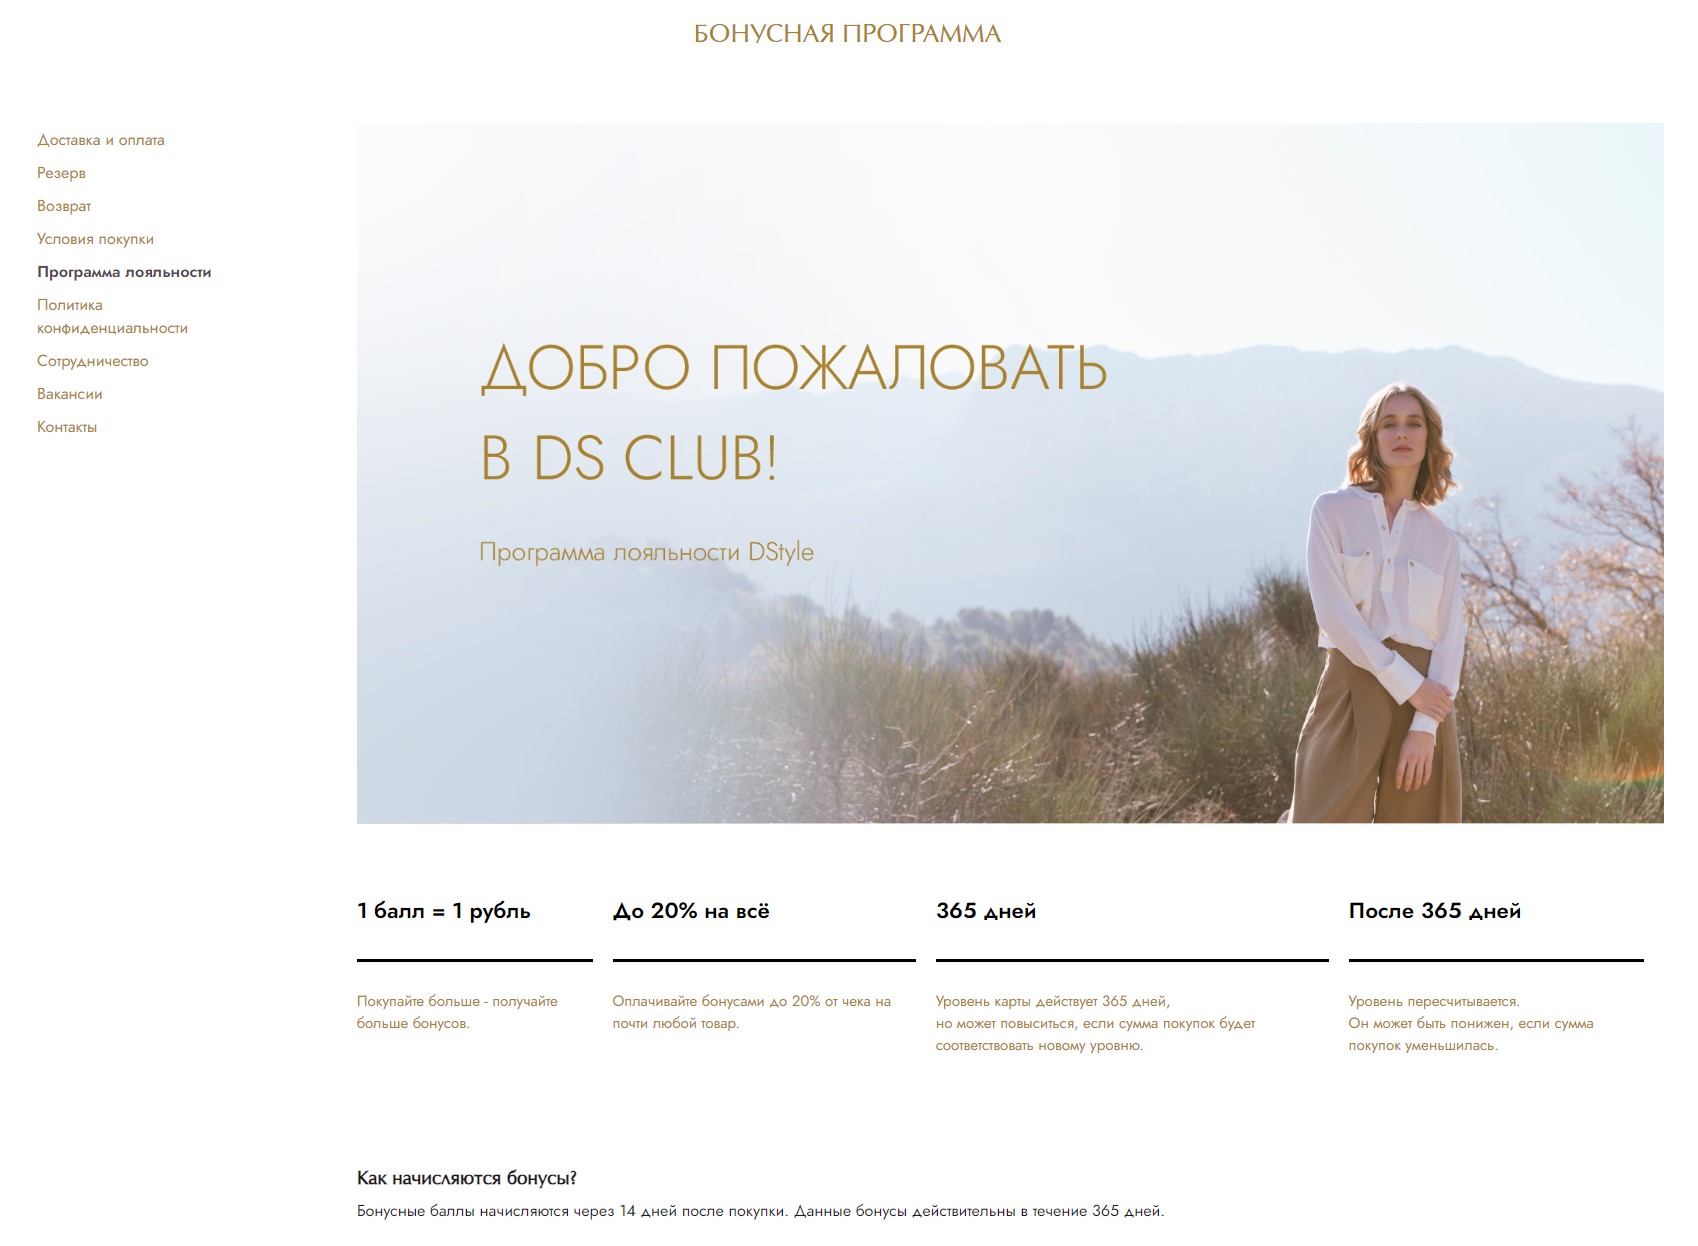 БОНУСНАЯ ПРОГРАММА
Доставка и оплата
Резерв
Возврат
Условия покупки
Программа лояльности
Политика
конфиденциальности
Сотрудничество
Вакансии
Контакты
ДОБРО ПОЖАЛОВАТЬ
В DS CLUB!
Программа лояльности DStyle
1 балл = 1 рубль
Покупайте больше - получайте
больше бонусов.
До 20% на всё
Оплачивайте бонусами до 20% от чека на
почти любой товар.
365 дней
Уровень карты действует 365 дней,
но может повыситься, если сумма покупок будет
соответствовать новому уровню.
После 365 дней
Уровень пересчитывается.
Он может быть понижен, если сумма
покупок уменьшилась.
Как начисляются бонусы?
Бонусные баллы начисляются через 14 дней после покупки. Данные бонусы действительны в течение 365 дней.